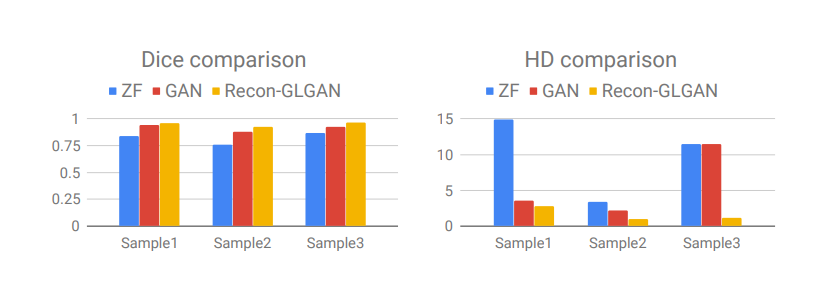 Dice comparison
ZF GAN Recon-GLGAN
1
0.75
0.5
0.25
0
Sample1 Sample2 Sample3
HD comparison
ZF GAN Recon-GLGAN
15
10
5
0
Sample1 Sample2 Sample3